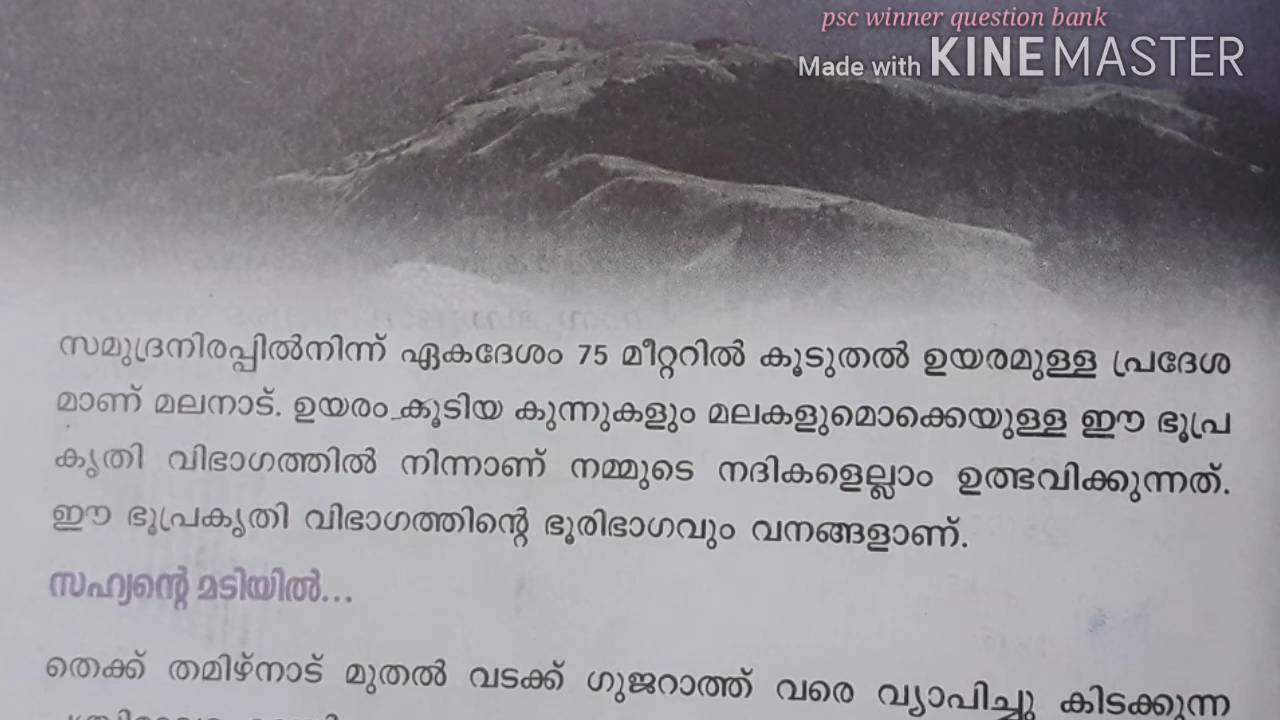 psc winner question bank
Made with KINEMASTER
സമുദ്രനിരപ്പിൽനിന്ന് ഏകദേശം 75 മീറ്ററിൽ കൂടുതൽ ഉയരമുള്ള പ്രദേശ
മാണ് മലനാട്. ഉയരം കൂടിയ കുന്നുകളും മലകളുമൊക്കെയുള്ള ഈ ഭൂപ്ര
കൃതി വിഭാഗത്തിൽ നിന്നാണ് നമ്മുടെ നദികളെല്ലാം ഉത്ഭവിക്കുന്നത്.
ഈ ഭൂപ്രകൃതി വിഭാഗത്തിന്റെ ഭൂരിഭാഗവും വനങ്ങളാണ്.
സഹ്യന്റെ മടിയിൽ...
തെക്ക് തമിഴ്നാട് മുതൽ വടക്ക് ഗുജറാത്ത് വരെ വ്യാപിച്ചു കിടക്കുന്ന